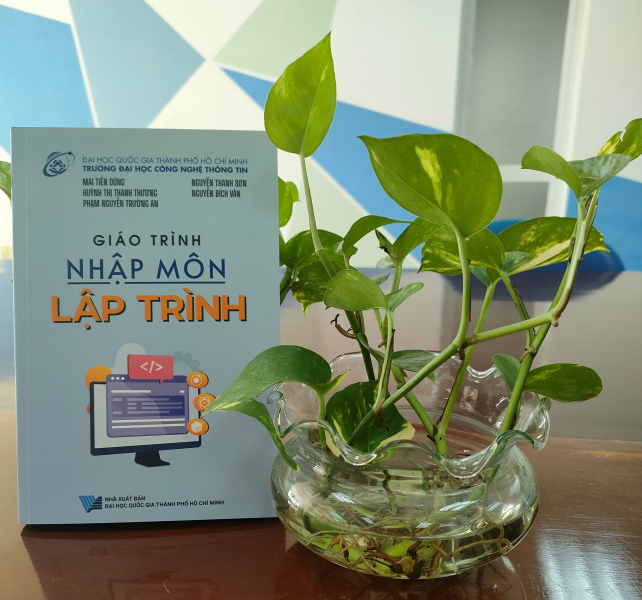 ĐẠI HỌC QUỐC GIA THÀNH PHỐ HỒ CHÍ MINH
TRƯỜNG ĐẠI HỌC CÔNG NGHỆ THÔNG TIN
MAI TIẾN DŨNG NGUYỄN THANH SƠN
HUỲNH THỊ THANH THƯƠNG NGUYỄN BÍCH VÂN
PHẠM NGUYỄN TRƯỜNG AN
GIÁO TRÌNH
NHẬP MÔN
LẬP TRÌNH
</>
NHÀ XUẤT BẢN
ĐẠI HỌC QUỐC GIA THÀNH PHỐ HỒ CHÍ MINH